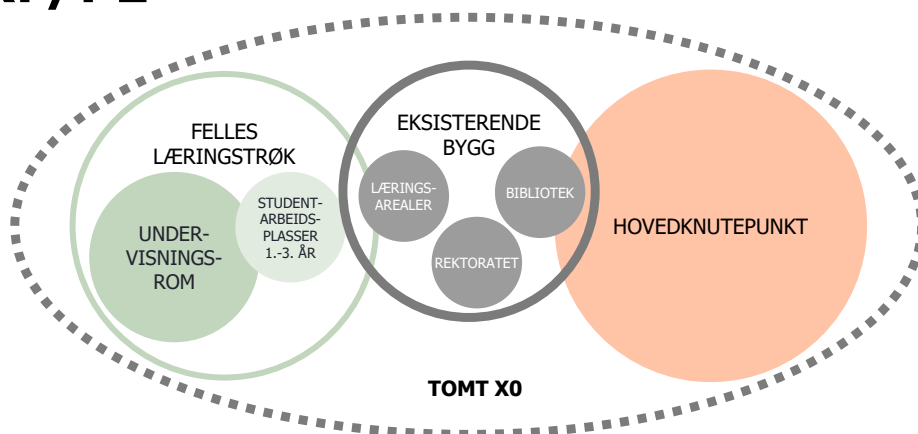 FELLES
LÆRINGSTRØK
UNDER-
VISNINGS-
ROM
STUDENT-
ARBEIDS-
PLASSER
1.-3. ÅR
EKSISTERENDE
BYGG
LÆRINGS-
AREALER
BIBLIOTEK
REKTORATET
HOVEDKNUTEPUNKT
TOMT X0